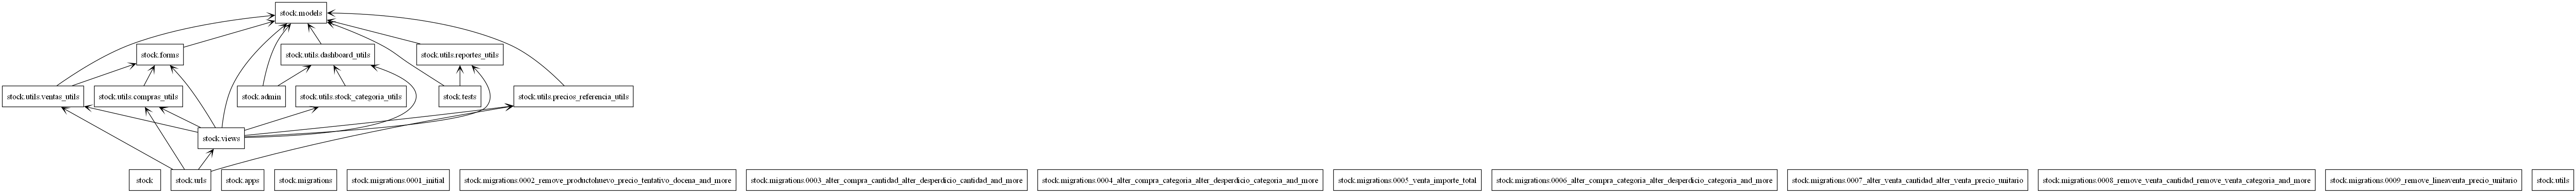 stock.models
stock.forms
stock.utils.dashboard_utils
stock.utils.reportes_utils
stock.utils.ventas_utils
stock.utils.compras_utils
stock.admin
stock.utils.stock_categoria_utils
stock.tests
stock.utils.precios_referencia_utils
stock.views
stock
stock.urls
stock.apps
stock.migrations
stock.migrations.0001_initial
stock.migrations.0002_remove_productohuevo_precio_tentativo_docena_and_more
stock.migrations.0003_alter_compra_cantidad_alter_desperdicio_cantidad_and_more
stock.migrations.0004_alter_compra_categoria_alter_desperdicio_categoria_and_more
stock.migrations.0005_venta_importe_total
stock.migrations.0006_alter_compra_categoria_alter_desperdicio_categoria_and_more
stock.migrations.0007_alter_venta_cantidad_alter_venta_precio_unitario
stock.migrations.0008_remove_venta_cantidad_remove_venta_categoria_and_more
stock.migrations.0009_remove_lineaventa_precio_unitario
stock.utils